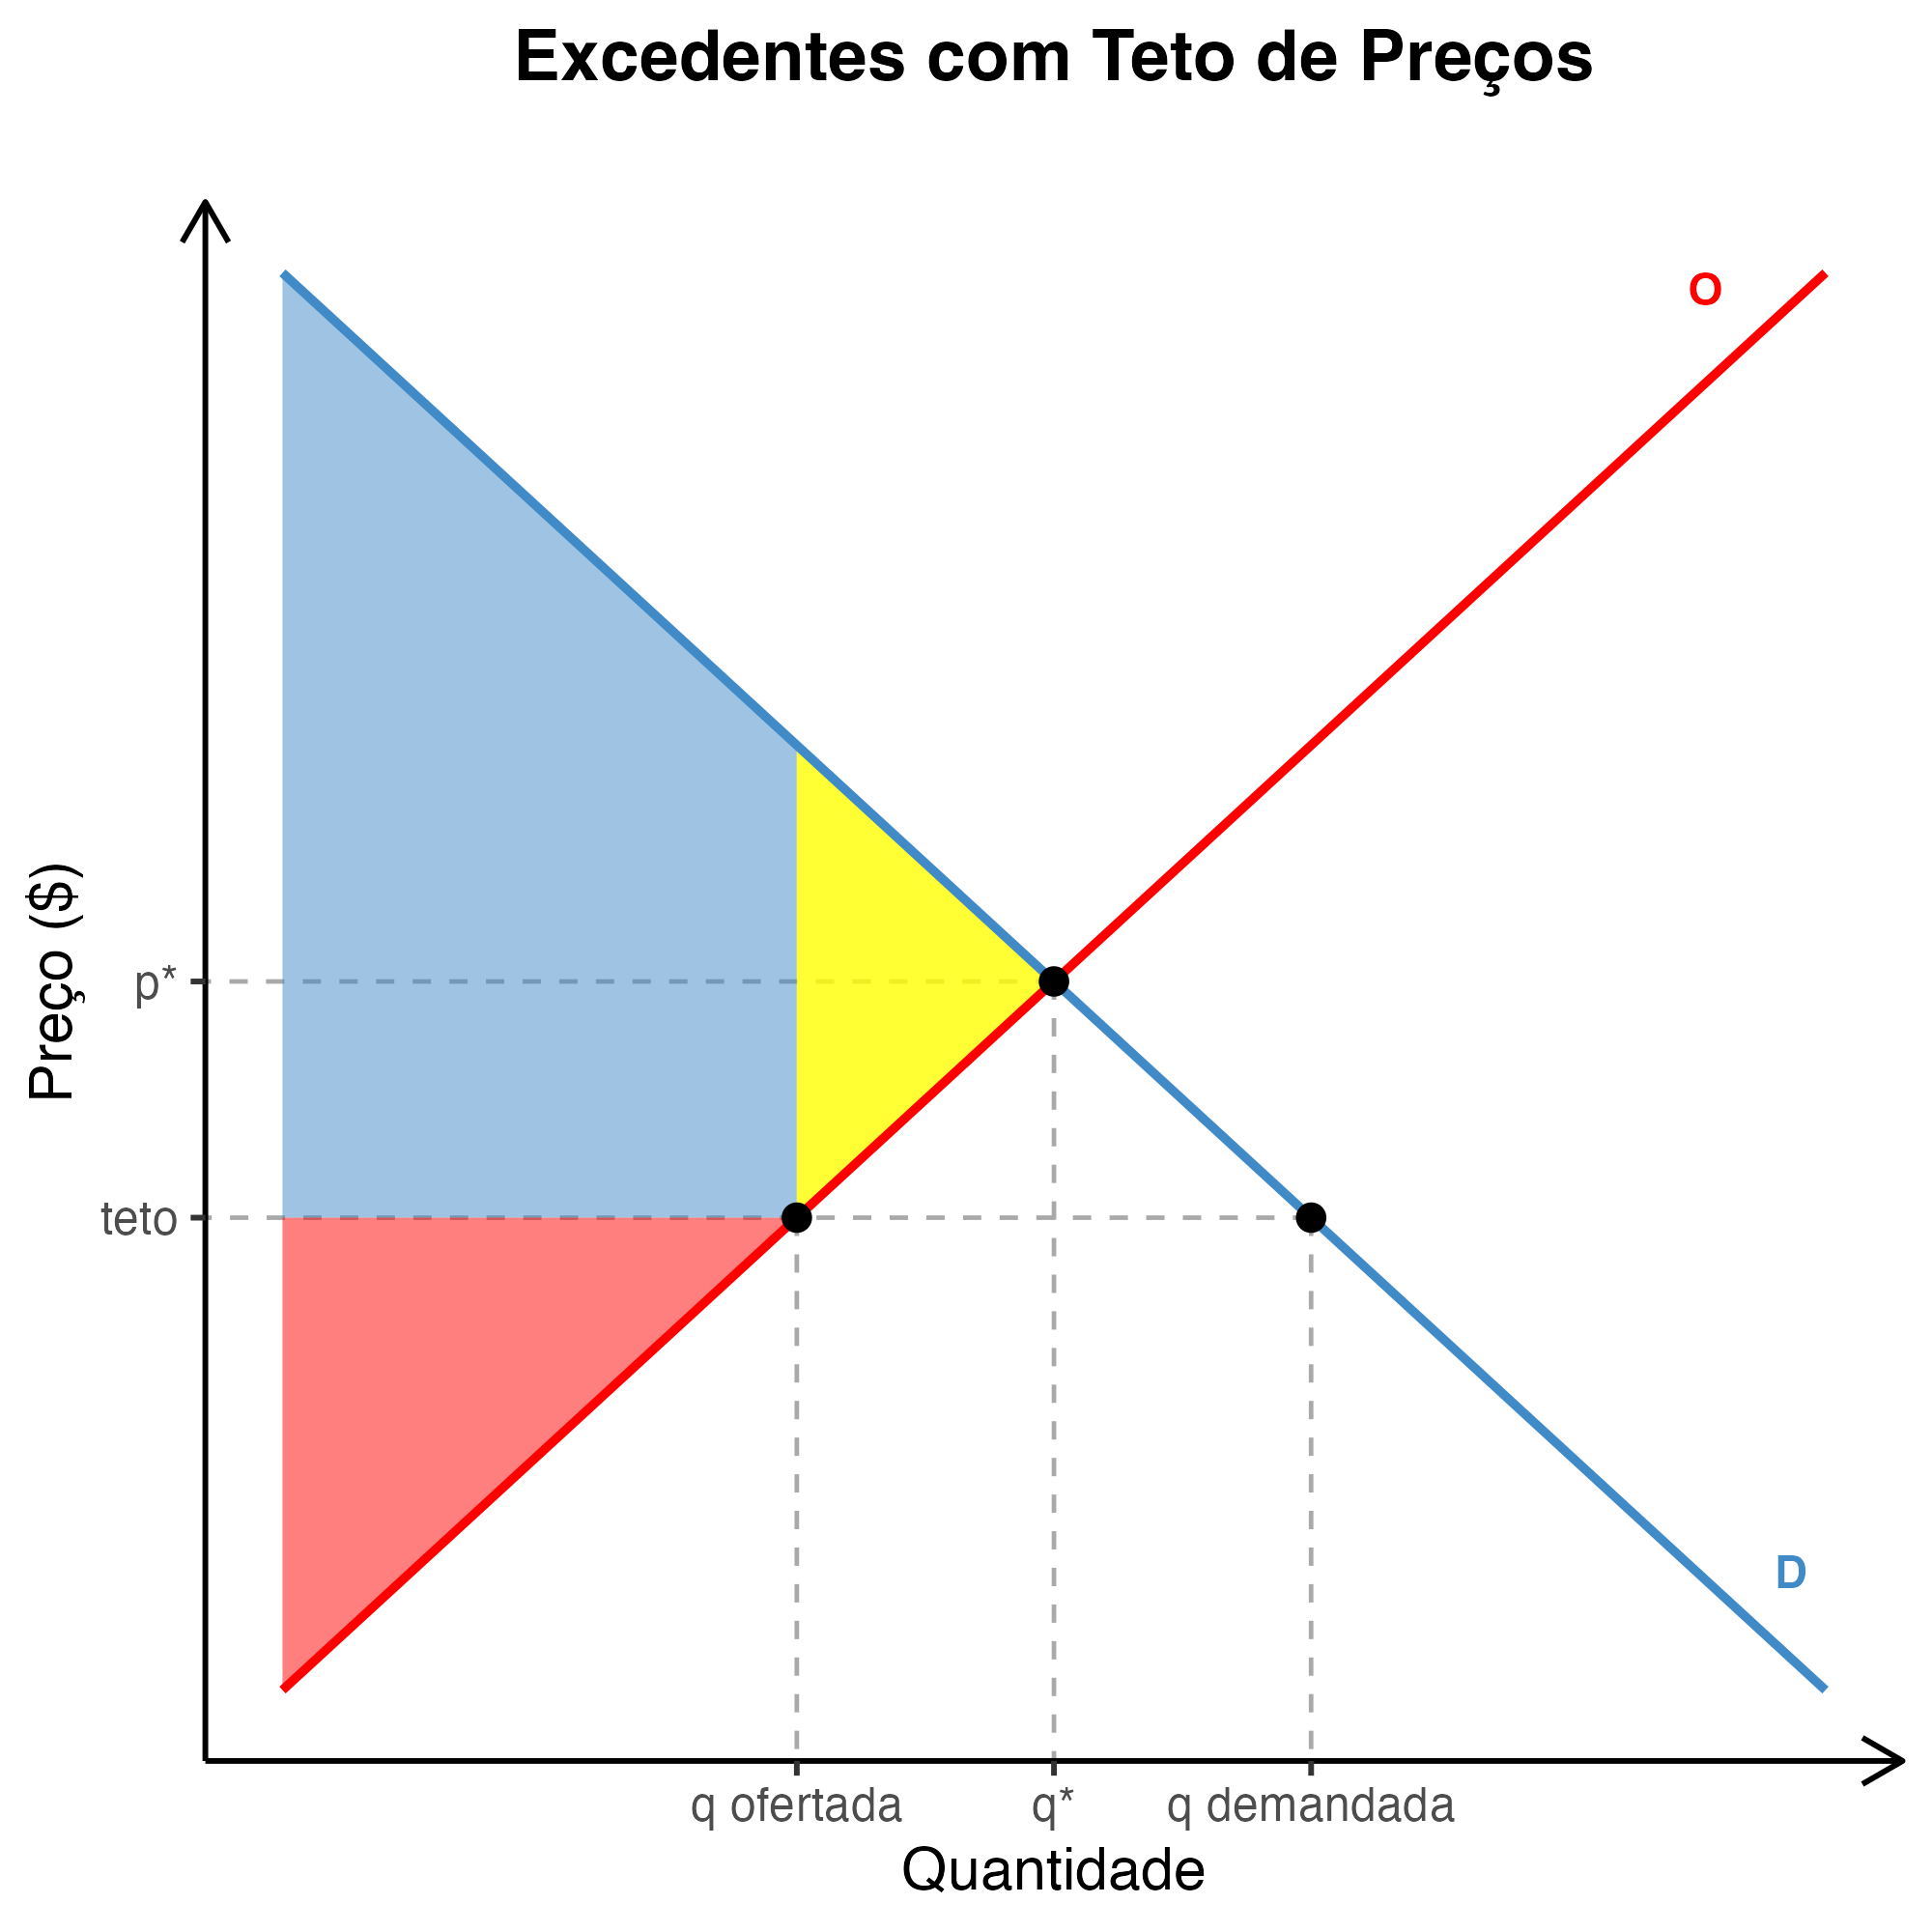 Excedentes com Teto de Preços
O
Preço ($)
p*
teto
D
q ofertada
q*
q demandada
Quantidade